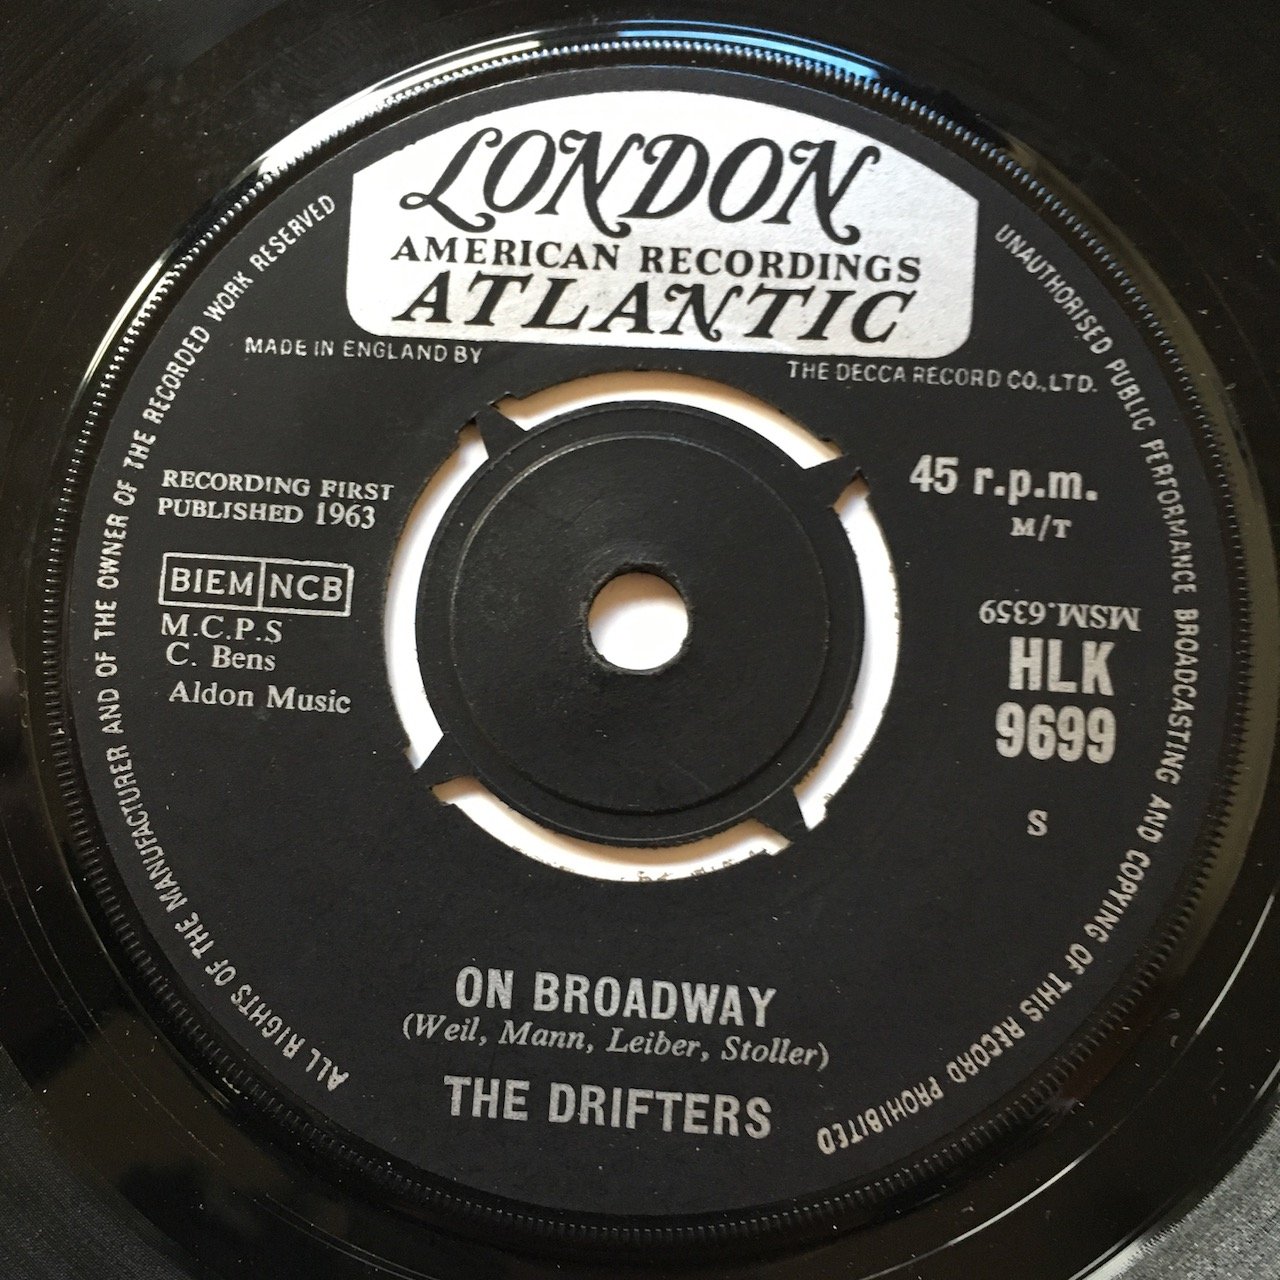 LONDON
AMERICAN RECORDINGS
ATLANTIC
MADE IN ENGLAND BY
THE DECCA RECORD CO., LTD.
RECORDING FIRST
PUBLISHED 1963
BIEM NCB
M.C.P.S
C. Bens
Aldon Music
45 r.p.m.
M/T
MSM.6359
HLK
9699
S
ON BROADWAY
(Weil, Mann, Leiber, Stoller)
THE DRIFTERS
ALL RIGHTS OF THE MANUFACTURER AND OF THE OWNER OF THE RECORDED WORK RESERVED
UNAUTHORISED PUBLIC PERFORMANCE BROADCASTING AND COPYING OF THIS RECORD PROHIBITED